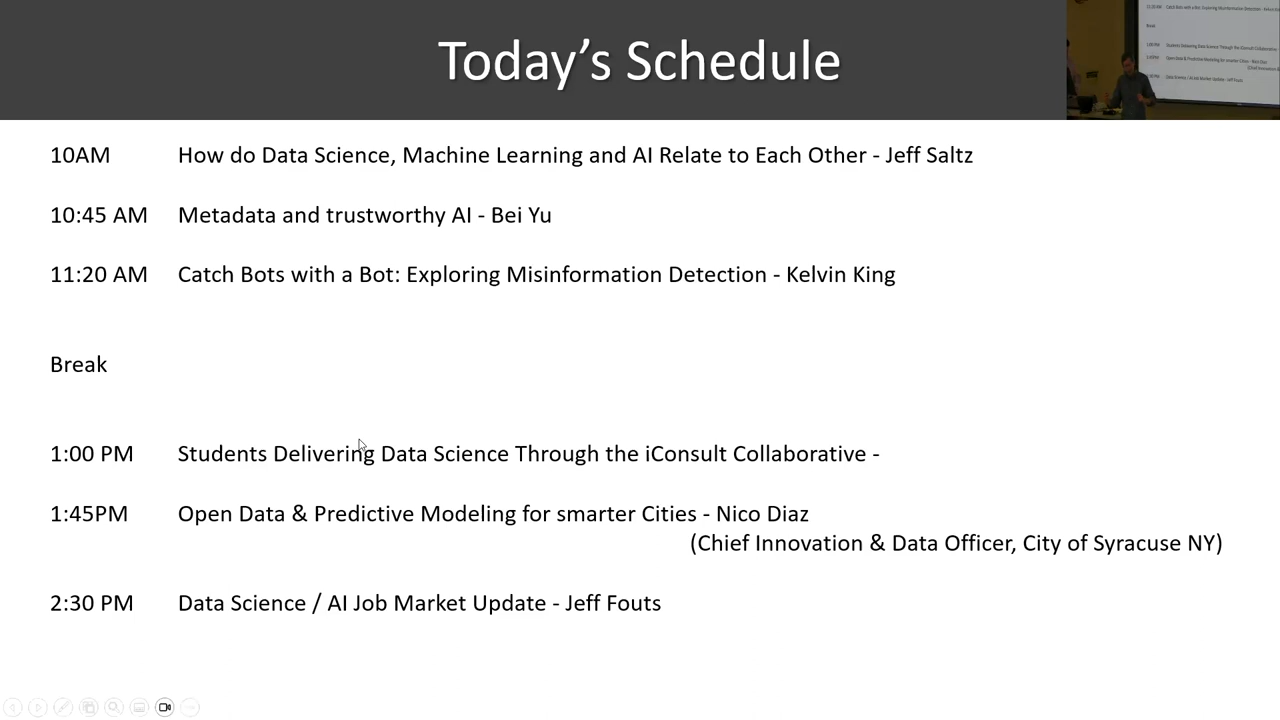 Today's Schedule
10AM How do Data Science, Machine Learning and AI Relate to Each Other - Jeff Saltz
10:45 AM Metadata and trustworthy AI - Bei Yu
11:20 AM Catch Bots with a Bot: Exploring Misinformation Detection - Kelvin King
Break
1:00 PM Students Delivering Data Science Through the iConsult Collaborative -
1:45PM Open Data & Predictive Modeling for smarter Cities - Nico Diaz
(Chief Innovation & Data Officer, City of Syracuse NY)
2:30 PM Data Science / AI Job Market Update - Jeff Fouts